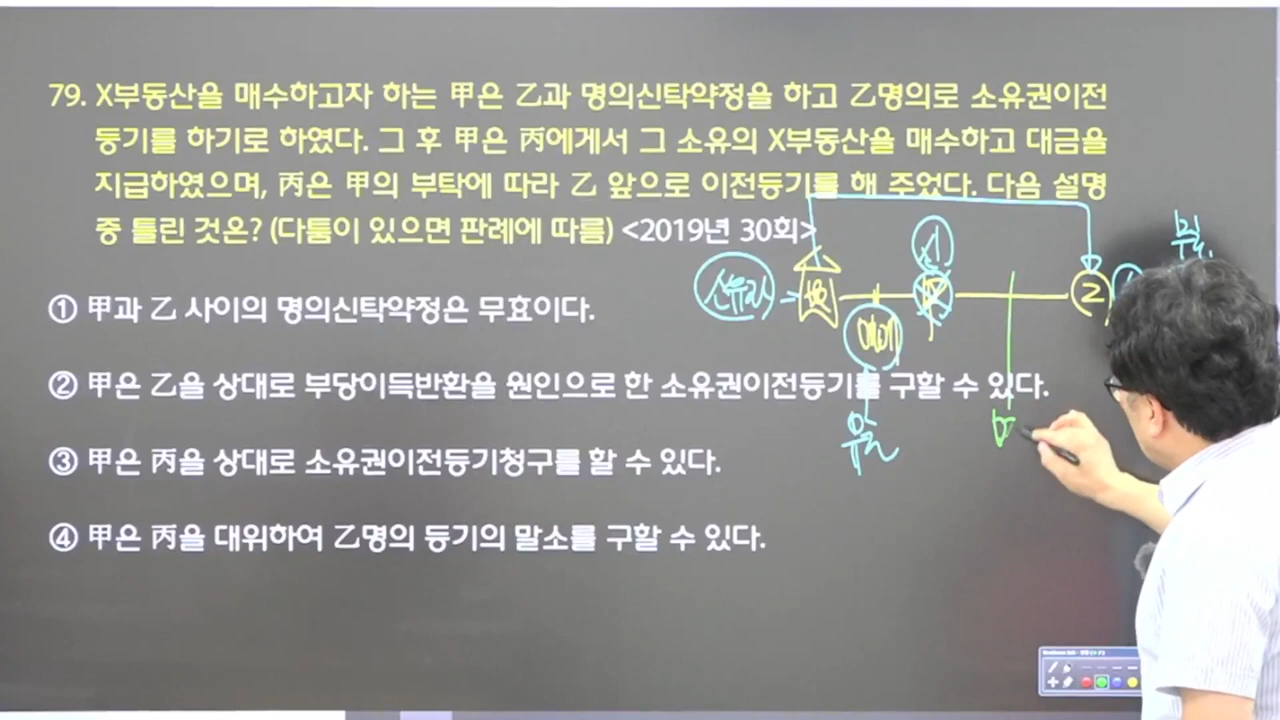 79. X부동산을 매수하고자 하는 甲은 乙과 명의신탁약정을 하고 乙명의로 소유권이전
등기를 하기로 하였다. 그 후 甲은 丙에게서 그 소유의 X부동산을 매수하고 대금을
지급하였으며, 丙은 甲의 부탁에 따라 乙 앞으로 이전등기를 해 주었다. 다음 설명
중 틀린 것은? (다툼이 있으면 판례에 따름) <2019년 30회>
① 甲과 乙 사이의 명의신탁약정은 무효이다.
② 甲은 乙을 상대로 부당이득반환을 원인으로 한 소유권이전등기를 구할 수 있다.
③ 甲은 丙을 상대로 소유권이전등기청구를 할 수 있다.
④ 甲은 丙을 대위하여 乙명의 등기의 말소를 구할 수 있다.
신
매매
乙
유효